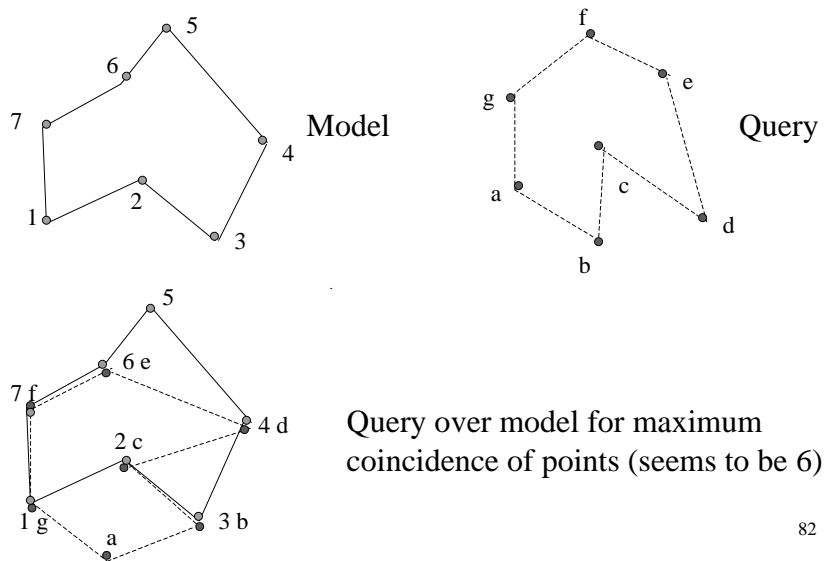 5
6
7
Model
4
2
1
3
f
e
g
Query
a
c
d
b
5
6 e
7 f
4 d
2 c
1 g
a
3 b
Query over model for maximum
coincidence of points (seems to be 6)
82